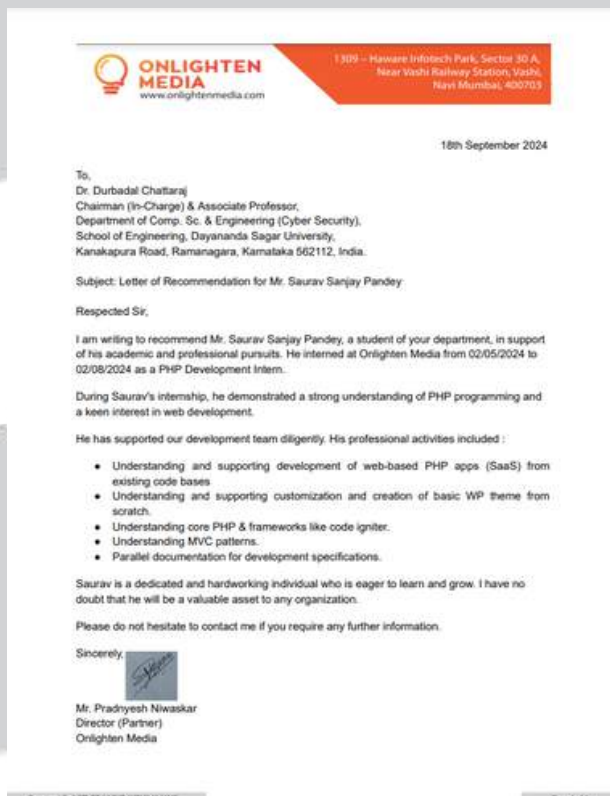 ONLIGHTEN
MEDIA
www.onlightenmedia.com
1309 – Haware Infotech Park, Sector 30 A,
Near Vashi Railway Station, Vashi,
Navi Mumbai, 400703
18th September 2024
To,
Dr. Durbadal Chattaraj
Chairman (In-Charge) & Associate Professor,
Department of Comp. Sc. & Engineering (Cyber Security),
School of Engineering, Dayananda Sagar University,
Kanakapura Road, Ramanagara, Karnataka 562112, India.
Subject: Letter of Recommendation for Mr. Saurav Sanjay Pandey
Respected Sir,
I am writing to recommend Mr. Saurav Sanjay Pandey, a student of your department, in support
of his academic and professional pursuits. He interned at Onlighten Media from 02/05/2024 to
02/08/2024 as a PHP Development Intern.
During Saurav's internship, he demonstrated a strong understanding of PHP programming and
a keen interest in web development.
He has supported our development team diligently. His professional activities included :
● Understanding and supporting development of web-based PHP apps (SaaS) from
existing code bases
● Understanding and supporting customization and creation of basic WP theme from
scratch.
● Understanding core PHP & frameworks like code igniter.
● Understanding MVC patterns.
● Parallel documentation for development specifications.
Saurav is a dedicated and hardworking individual who is eager to learn and grow. I have no
doubt that he will be a valuable asset to any organization.
Please do not hesitate to contact me if you require any further information.
Sincerely,
Mr. Pradnyesh Niwaskar
Director (Partner)
Onlighten Media